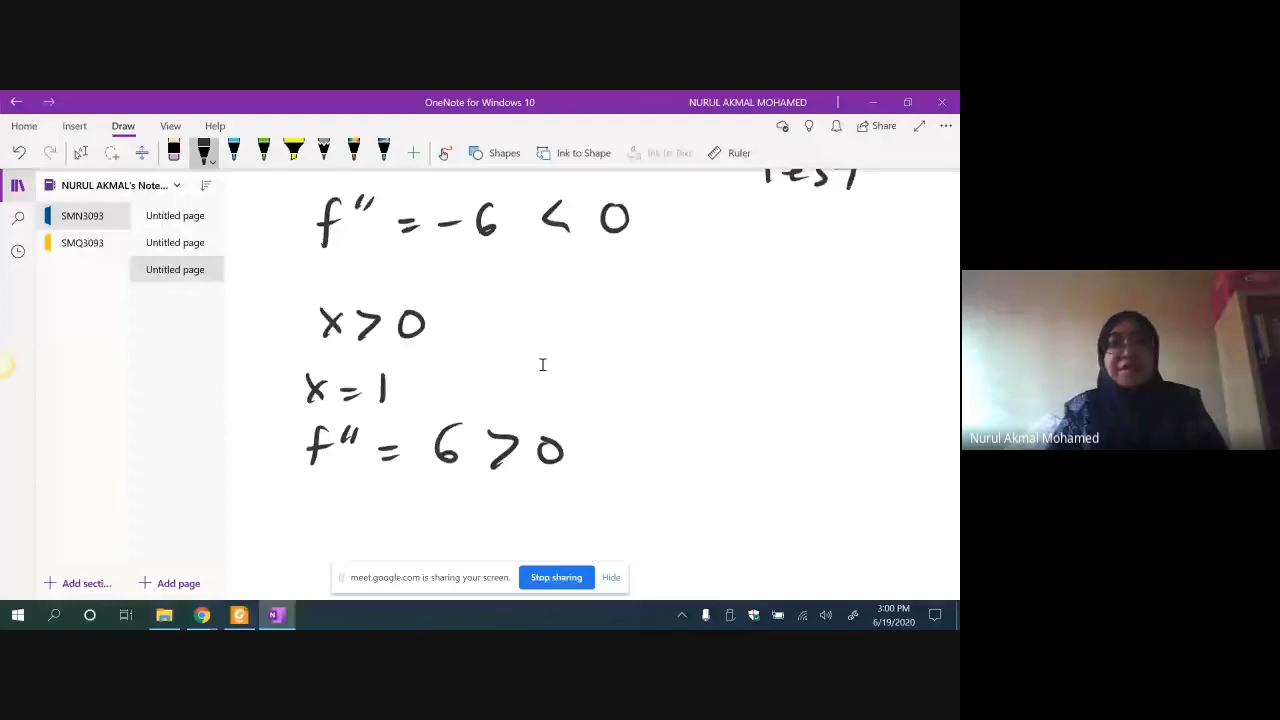 OneNote for Windows 10
NURUL AKMAL MOHAMED
Home Insert Draw View Help
Share
Shapes
Ink to Shape
Ink to Text
Ruler
NURUL AKMAL's Note...
SMN3093
SMQ3093
Untitled page
Untitled page
Untitled page
Test
f" = -6 < 0
x > 0
x = 1
f" = 6 > 0
Nurul Akmal Mohamed
Add secti...
Add page
meet.google.com is sharing your screen.
Stop sharing
Hide
3:00 PM
6/19/2020